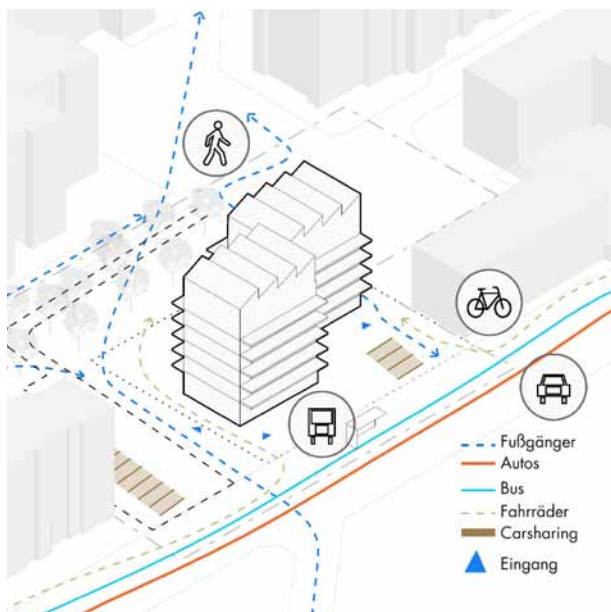 Fußgänger
Autos
Bus
Fahrräder
Carsharing
Eingang